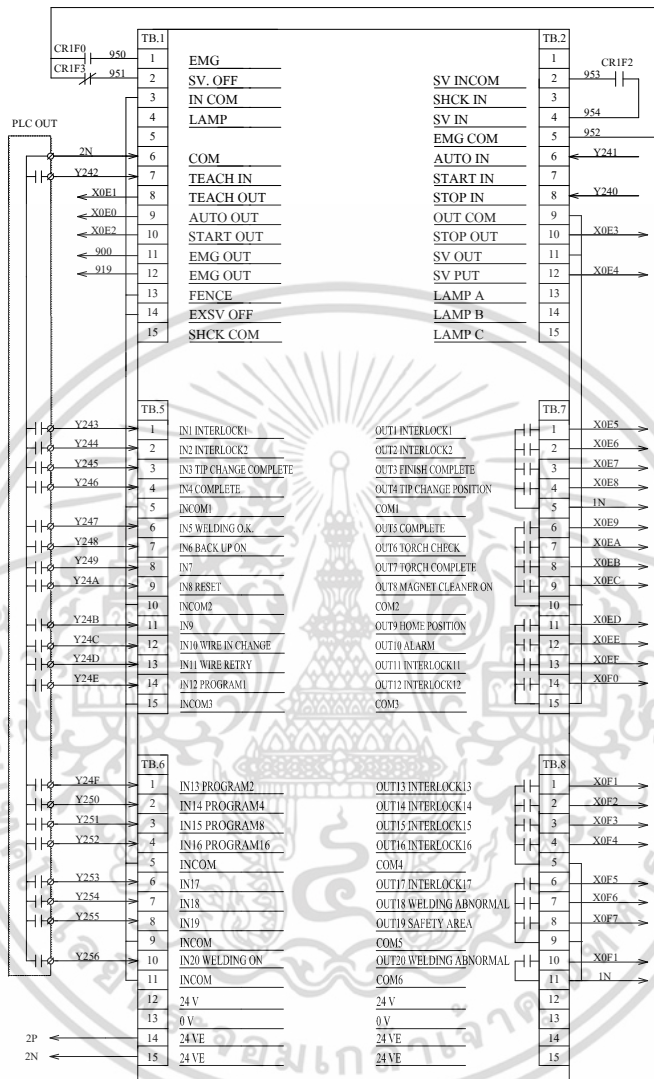 TB.1 TB.2
CR1F0 950 1 EMG 1 CR1F2
CR1F3 951 2 SV. OFF SV INCOM 2 953
3 IN COM SHCK IN 3
PLC OUT 4 LAMP SV IN 4 954
5 EMG COM 5 952
2N 6 COM AUTO IN 6 Y241
Y242 7 TEACH IN START IN 7
X0E1 8 TEACH OUT STOP IN 8 Y240
X0E0 9 AUTO OUT OUT COM 9
X0E2 10 START OUT STOP OUT 10 X0E3
900 11 EMG OUT SV OUT 11
919 12 EMG OUT SV PUT 12 X0E4
13 FENCE LAMP A 13
14 EXSV OFF LAMP B 14
15 SHCK COM LAMP C 15
TB.5 TB.7
Y243 1 IN1 INTERLOCK1 OUT1 INTERLOCK1 1 X0E5
Y244 2 IN2 INTERLOCK2 OUT2 INTERLOCK2 2 X0E6
Y245 3 IN3 TIP CHANGE COMPLETE OUT3 FINISH COMPLETE 3 X0E7
Y246 4 IN4 COMPLETE OUT4 TIP CHANGE POSITION 4 X0E8
5 INCOM1 COM1 5 1N
Y247 6 IN5 WELDING O.K. OUT5 COMPLETE 6 X0E9
Y248 7 IN6 BACK UP ON OUT6 TORCH CHECK 7 X0EA
Y249 8 IN7 OUT7 TORCH COMPLETE 8 X0EB
Y24A 9 IN8 RESET OUT8 MAGNET CLEANER ON 9 X0EC
10 INCOM2 COM2 10
Y24B 11 IN9 OUT9 HOME POSITION 11 X0ED
Y24C 12 IN10 WIRE IN CHANGE OUT10 ALARM 12 X0EE
Y24D 13 IN11 WIRE RETRY OUT11 INTERLOCK11 13 X0EF
Y24E 14 IN12 PROGRAM1 OUT12 INTERLOCK12 14 X0F0
15 INCOM3 COM3 15
TB.6 TB.8
Y24F 1 IN13 PROGRAM2 OUT13 INTERLOCK13 1 X0F1
Y250 2 IN14 PROGRAM4 OUT14 INTERLOCK14 2 X0F2
Y251 3 IN15 PROGRAM8 OUT15 INTERLOCK15 3 X0F3
Y252 4 IN16 PROGRAM16 OUT16 INTERLOCK16 4 X0F4
5 INCOM COM4 5
Y253 6 IN17 OUT17 INTERLOCK17 6 X0F5
Y254 7 IN18 OUT18 WELDING ABNORMAL 7 X0F6
Y255 8 IN19 OUT19 SAFETY AREA 8 X0F7
9 INCOM COM5 9
Y256 10 IN20 WELDING ON OUT20 WELDING ABNORMAL 10 X0F1
11 INCOM COM6 11 1N
12 24 V 24 V 12
13 0 V 0 V 13
2P 14 24 VE 24 VE 14
2N 15 24 VE 24 VE 15